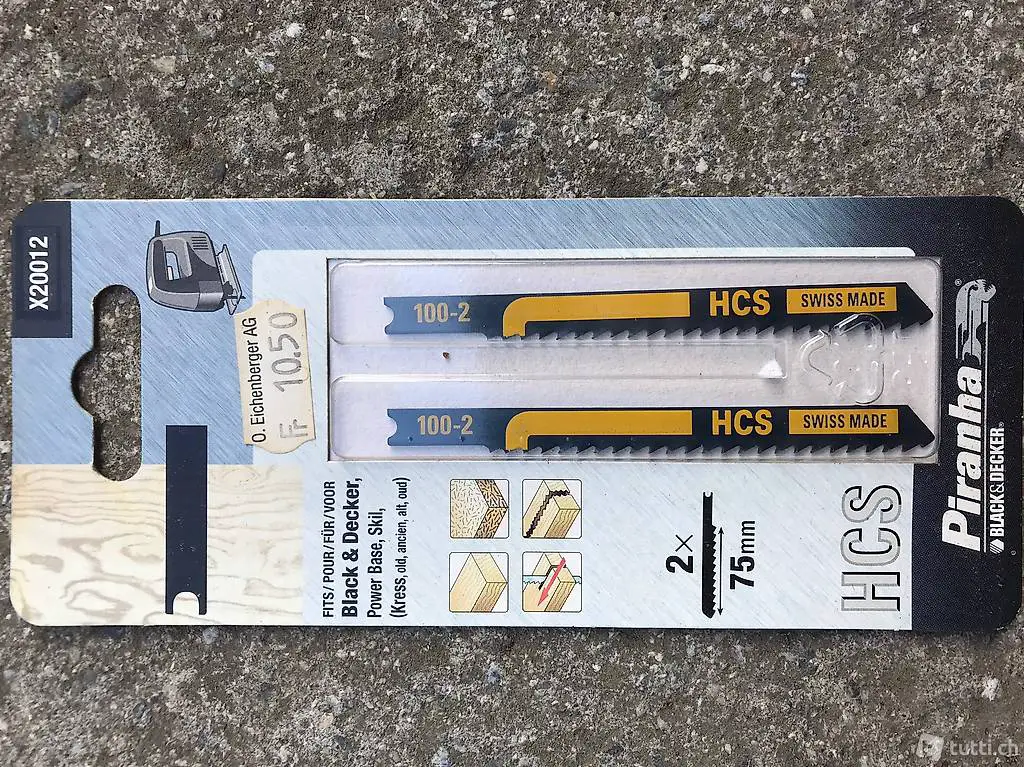 X20012
O. Eichenberger AG
Fr 10.50
100-2
HCS
SWISS MADE
100-2
HCS
SWISS MADE
FITS/POUR/FÜR/VOOR
Black & Decker,
Power Base, Skil,
(Kress, old, ancien, alt, oud)
2×
75mm
HCS
Piranha®
BLACK&DECKER®
tutti.ch